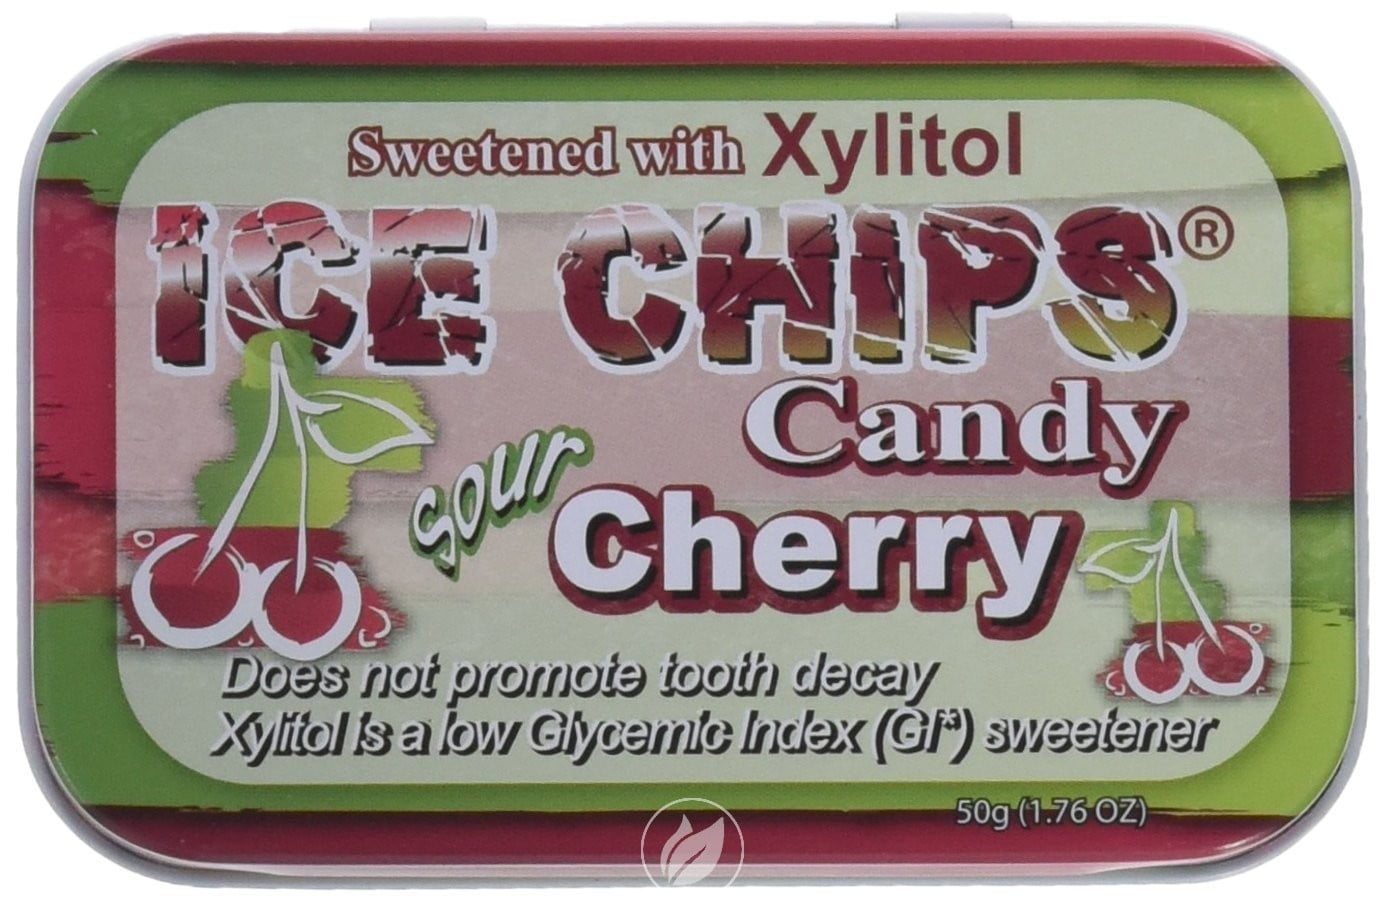 Sweetened with Xylitol
ICE CHIPS®
Candy
sour
Cherry
Does not promote tooth decay
Xylitol is a low Glycemic Index (GI*) sweetener
50g (1.76 OZ)